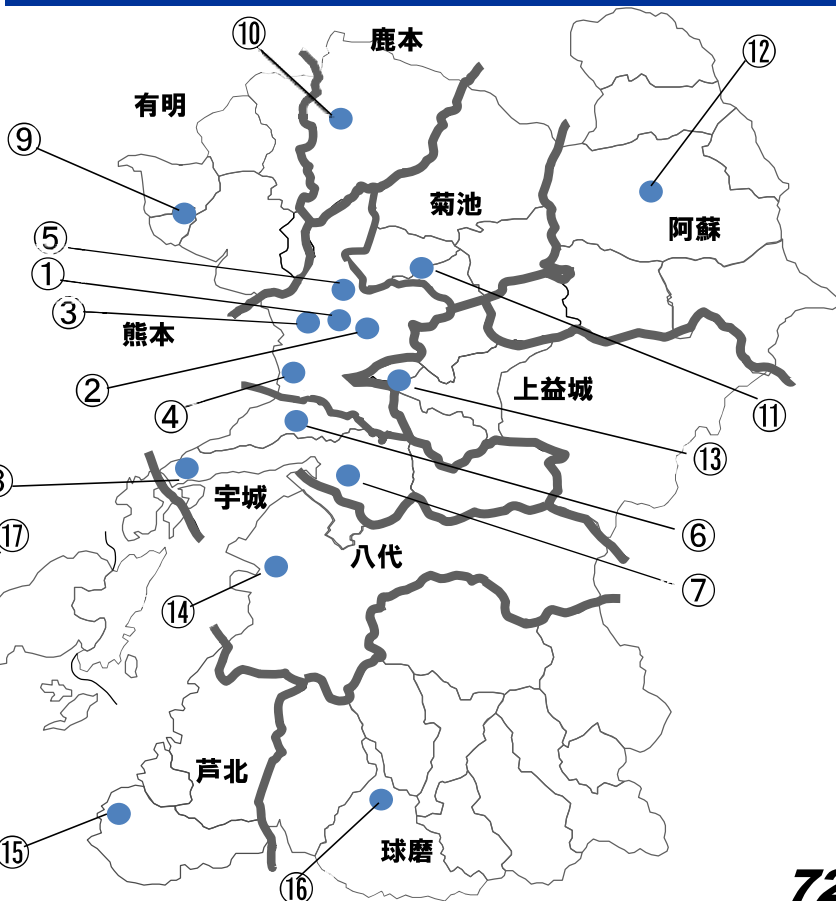 ⑩
鹿本
⑫
有明
⑨
菊池
阿蘇
⑤
①
③
熊本
②
④
上益城
⑪
⑬
宇城
⑰
⑥
八代
⑦
⑭
芦北
⑮
球磨
⑯
72